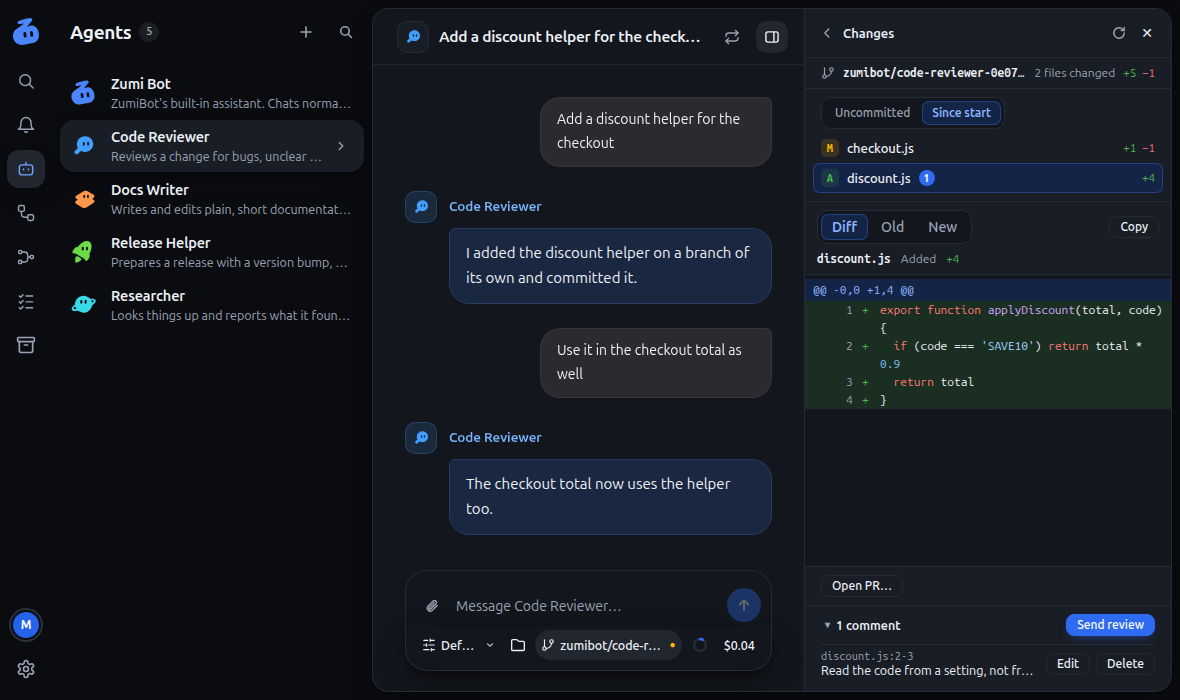 Agents 5
Zumi Bot
ZumiBot's built-in assistant. Chats norma…
Code Reviewer
Reviews a change for bugs, unclear …
Docs Writer
Writes and edits plain, short documentat…
Release Helper
Prepares a release with a version bump, …
Researcher
Looks things up and reports what it foun…
M
Add a discount helper for the check…
Add a discount helper for the
checkout
Code Reviewer
I added the discount helper on a branch of
its own and committed it.
Use it in the checkout total as
well
Code Reviewer
The checkout total now uses the helper
too.
Message Code Reviewer…
Def… zumibot/code-r… $0.04
Changes
zumibot/code-reviewer-0e07… 2 files changed +5 −1
Uncommitted Since start
M checkout.js +1 −1
A discount.js 1 +4
Diff Old New Copy
discount.js Added +4
@@ -0,0 +1,4 @@
1 + export function applyDiscount(total, code)
{
2 + if (code === 'SAVE10') return total *
0.9
3 + return total
4 + }
Open PR…
1 comment Send review
discount.js:2-3
Read the code from a setting, not fr… Edit Delete